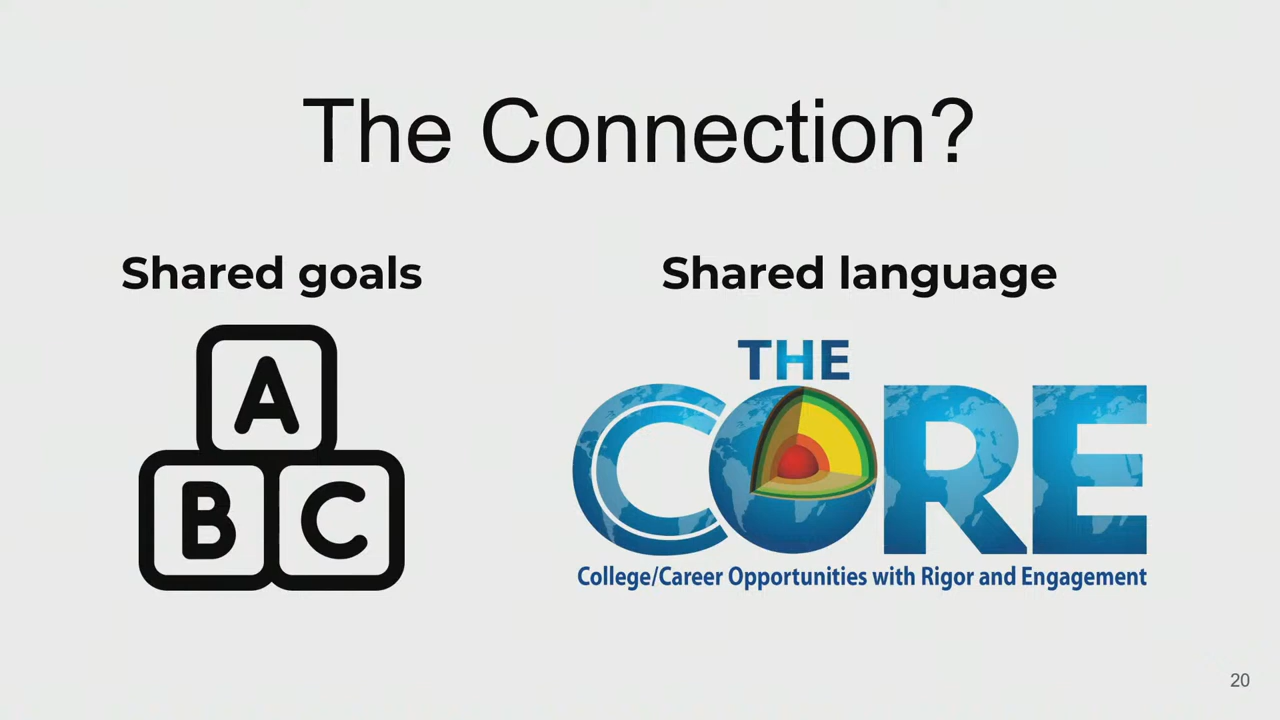 The Connection?
Shared goals
A
B C
Shared language
THE
CORE
College/Career Opportunities with Rigor and Engagement
20